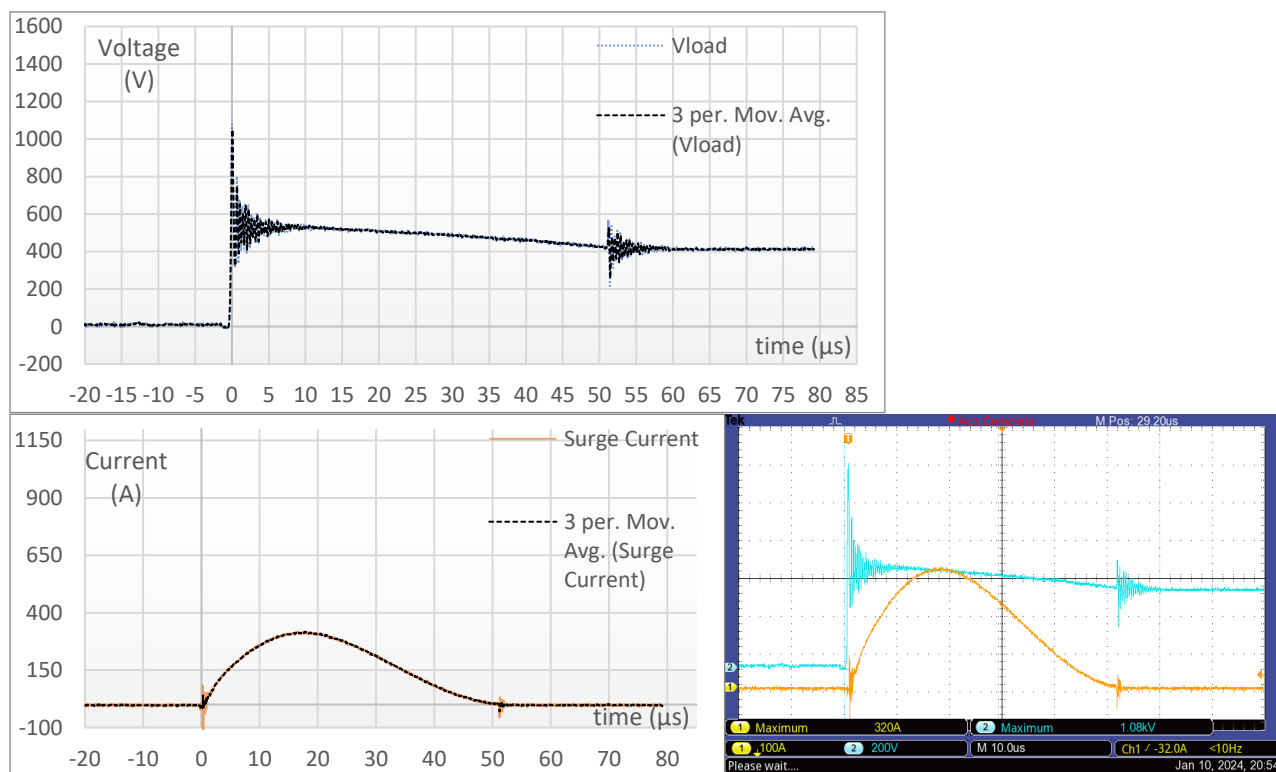 1600
1400
1200
1000
800
600
400
200
0
-200
Voltage
(V)
Vload
3 per. Mov. Avg.
(Vload)
time (µs)
-20 -15 -10 -5 0 5 10 15 20 25 30 35 40 45 50 55 60 65 70 75 80 85
1150
900
650
400
150
-100
Current
(A)
Surge Current
3 per. Mov.
Avg. (Surge
Current)
time (µs)
-20 -10 0 10 20 30 40 50 60 70 80
Tek M Pos: 29.20us
T
2
1
1 Maximum 320A 2 Maximum 1.08kV
1 100A 2 200V M 10.0us Ch1 -32.0A <10Hz
Please wait.... Jan 10, 2024, 20:54